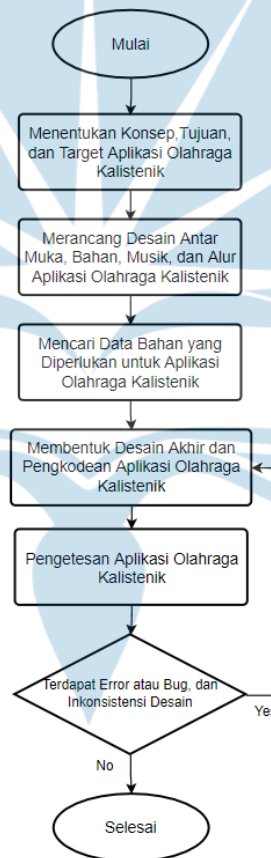 Mulai
Menentukan Konsep,Tujuan,
dan Target Aplikasi Olahraga
Kalistenik
Merancang Desain Antar
Muka, Bahan, Musik, dan Alur
Aplikasi Olahraga Kalistenik
Mencari Data Bahan yang
Diperlukan untuk Aplikasi
Olahraga Kalistenik
Membentuk Desain Akhir dan
Pengkodean Aplikasi Olahraga
Kalistenik
Pengetesan Aplikasi Olahraga
Kalistenik
Terdapat Error atau Bug, dan
Inkonsistensi Desain
Yes
No
Selesai